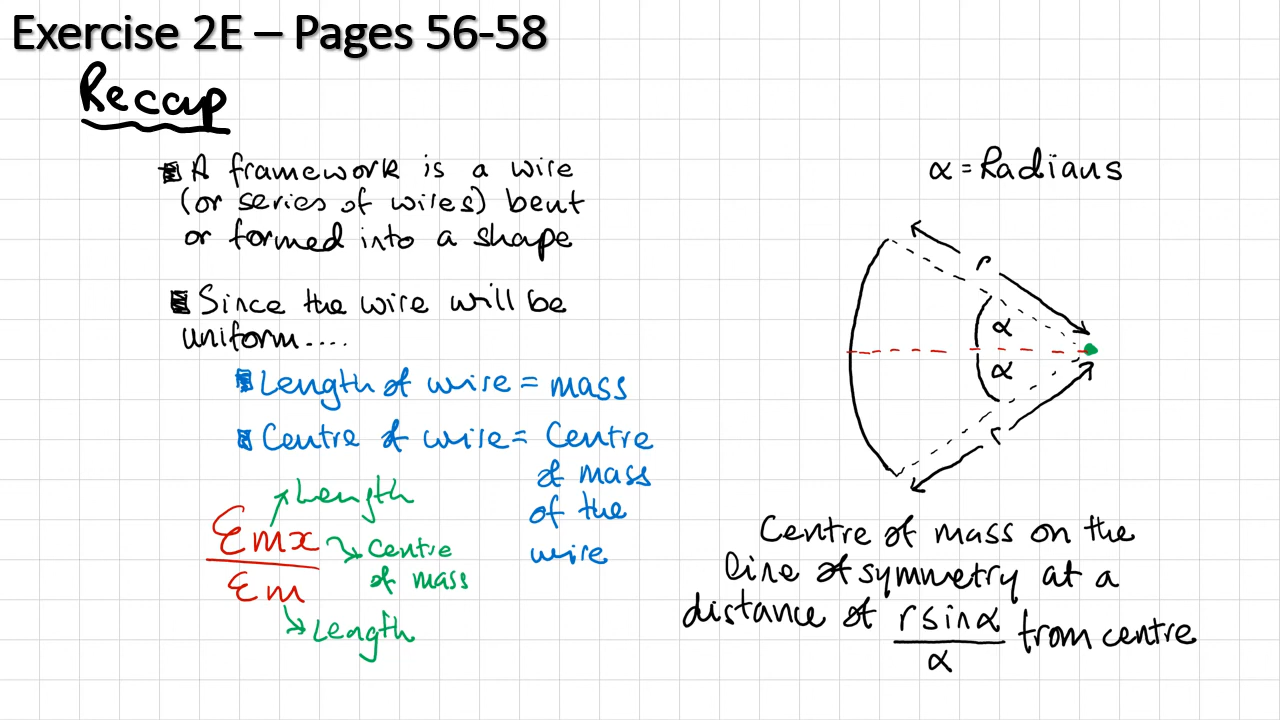 Exercise 2E – Pages 56-58
Recap
A framework is a wire
(or series of wires) bent
or formed into a shape
Since the wire will be
uniform....
Length of wire = mass
Centre of wire = Centre
of mass
of the
wire
Length
Σmx
Centre
of mass
Σm
Length
α = Radians
r
α
α
r
Centre of mass on the
line of symmetry at a
distance of r sinα from centre
α